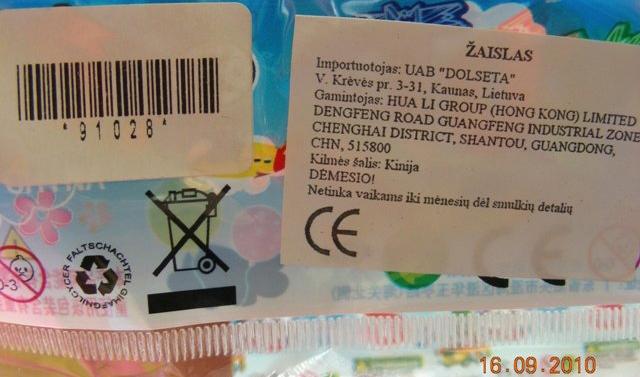 *91028*
ŽAISLAS
Importuotojas: UAB "DOLSETA"
V. Krėvės pr. 3-31, Kaunas, Lietuva
Gamintojas: HUA LI GROUP (HONG KONG) LIMITED
DENGFENG ROAD GUANGFENG INDUSTRIAL ZONE
CHENGHAI DISTRICT, SHANTOU, GUANGDONG,
CHN, 515800
Kilmės šalis: Kinija
DĖMESIO!
Netinka vaikams iki mėnesių dėl smulkių detalių
CE
0-3
FALTSCHACHTEL
16.09.2010